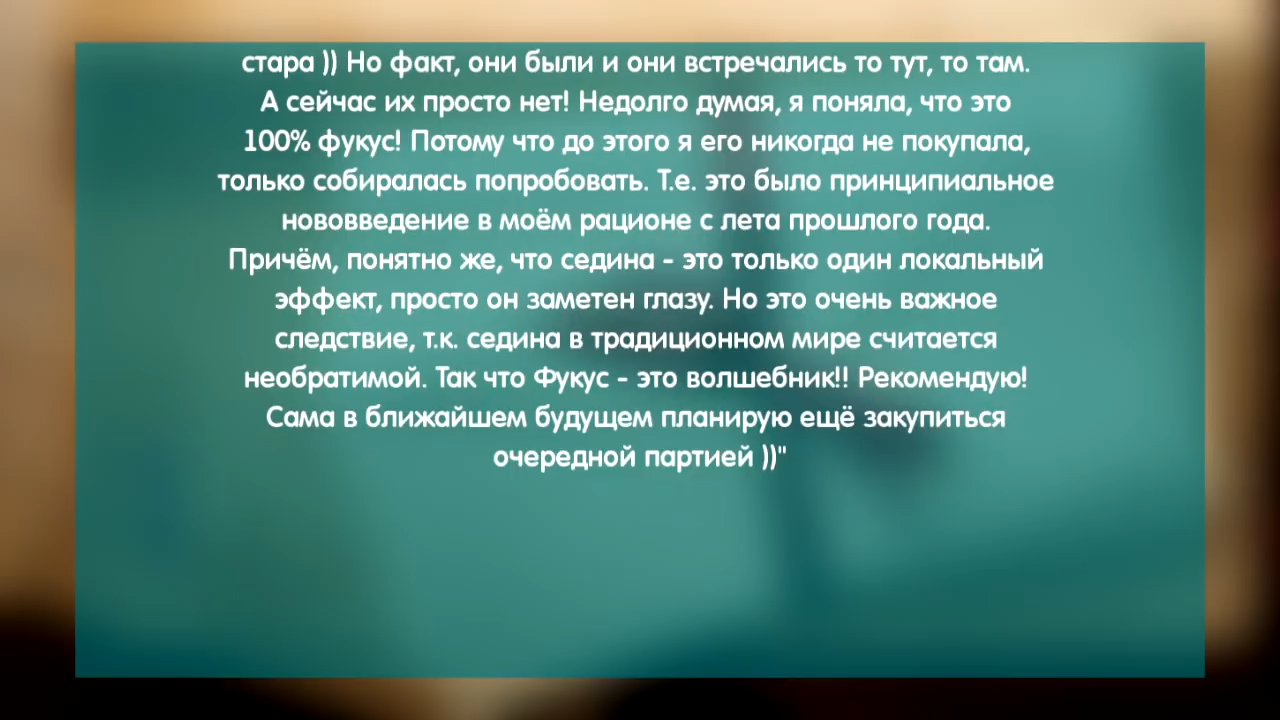 стара )) Но факт, они были и они встречались то тут, то там.
А сейчас их просто нет! Недолго думая, я поняла, что это
100% фукус! Потому что до этого я его никогда не покупала,
только собиралась попробовать. Т.е. это было принципиальное
нововведение в моём рационе с лета прошлого года.
Причём, понятно же, что седина - это только один локальный
эффект, просто он заметен глазу. Но это очень важное
следствие, т.к. седина в традиционном мире считается
необратимой. Так что Фукус - это волшебник!! Рекомендую!
Сама в ближайшем будущем планирую ещё закупиться
очередной партией ))"